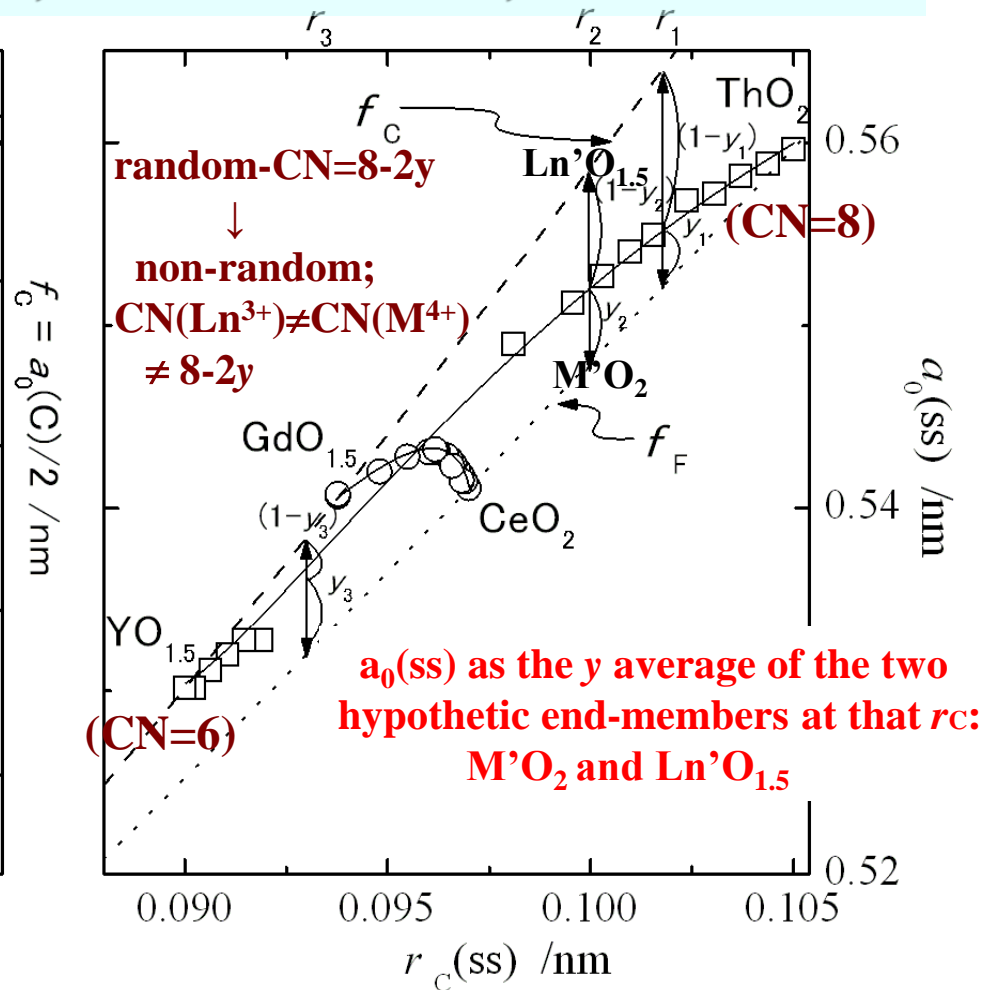 r₃ r₂ r₁
ThO₂
f_C
(1-y₁)
0.56
random-CN=8-2y
Ln’O₁.₅
(1-y₂)
↓
y₁
(CN=8)
non-random;
CN(Ln³⁺)≠CN(M⁴⁺)
≠ 8-2y
y₂
M’O₂
f_C = a₀(C)/2 /nm
a₀(ss) /nm
GdO₁.₅
f_F
0.54
(1-y₃)
CeO₂
y₃
YO₁.₅
(CN=6)
a₀(ss) as the y average of the two
hypothetic end-members at that rC:
M’O₂ and Ln’O₁.₅
0.52
0.090 0.095 0.100 0.105
r_C(ss) /nm